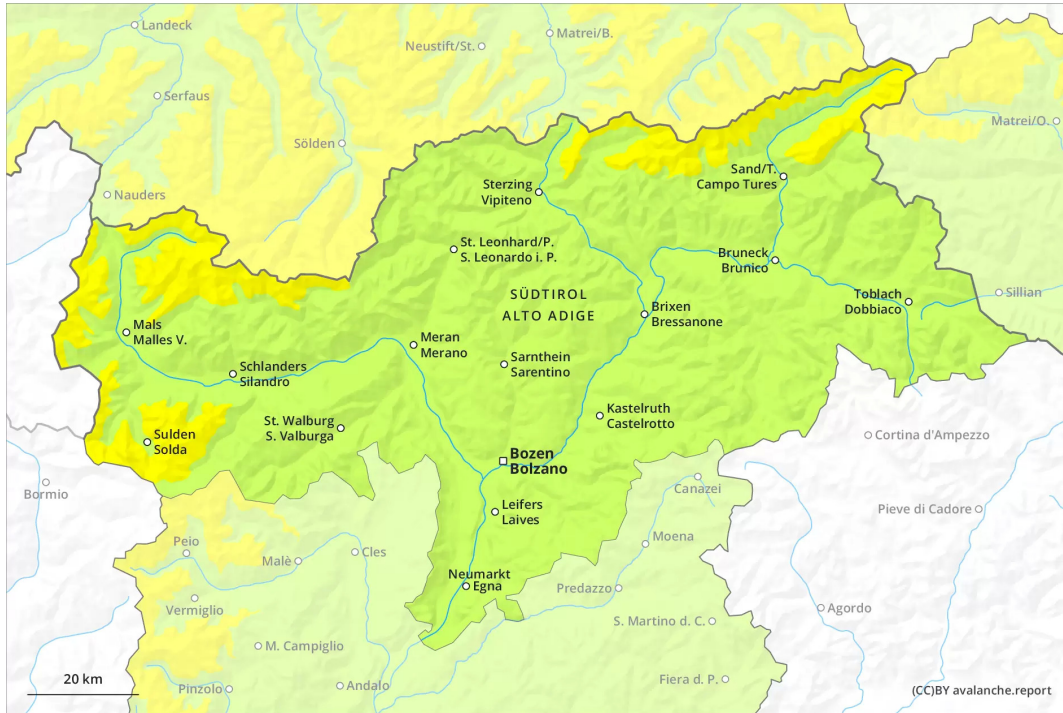 Landeck
Matrei/B.
Neustift/St.
Serfaus
Matrei/O.
Sölden
Sand/T.
Campo Tures
Nauders
Sterzing
Vipiteno
St. Leonhard/P.
S. Leonardo i. P.
Bruneck
Brunico
SÜDTIROL
ALTO ADIGE
Toblach
Dobbiaco
Sillian
Brixen
Bressanone
Mals
Malles V.
Meran
Merano
Sarnthein
Sarentino
Schlanders
Silandro
Kastelruth
Castelrotto
St. Walburg
S. Valburga
Sulden
Solda
Cortina d'Ampezzo
Bozen
Bolzano
Bormio
Canazei
Leifers
Laives
Pieve di Cadore
Peio
Cles
Malè
Moena
Neumarkt
Egna
Predazzo
Vermiglio
Agordo
S. Martino d. C.
M. Campiglio
20 km
Pinzolo
Andalo
Fiera d. P.
(CC)BY avalanche.report